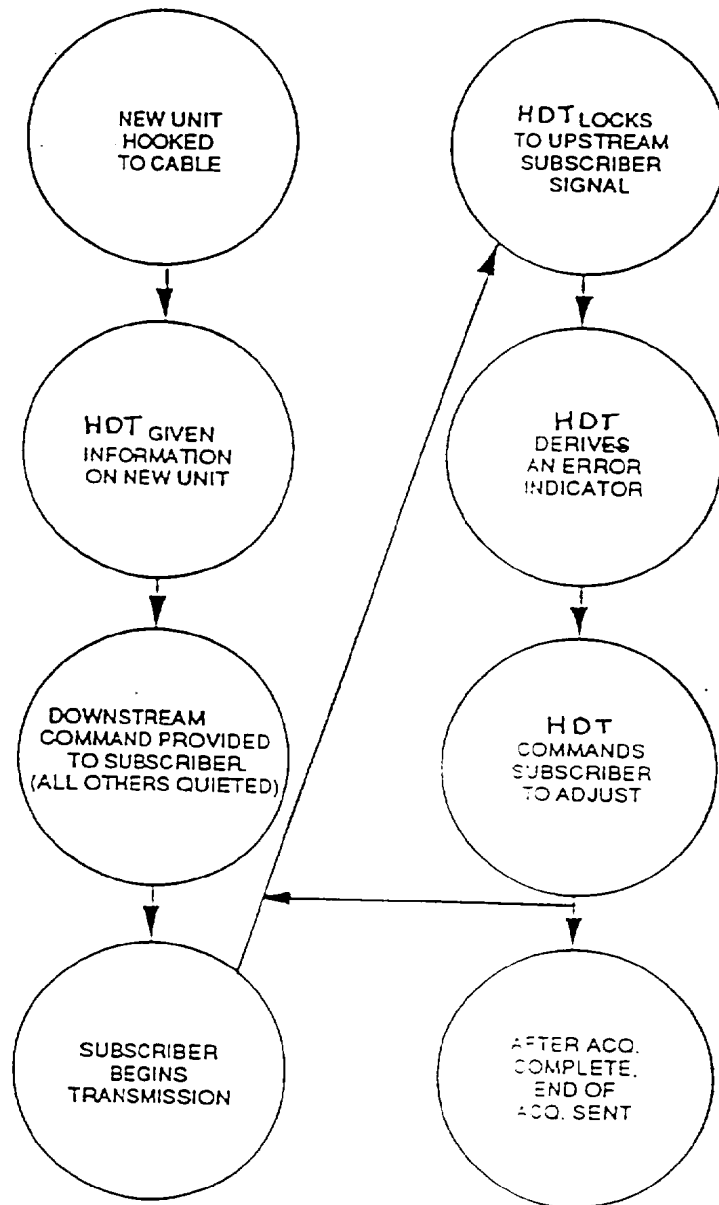 NEW UNIT
HOOKED
TO CABLE
HDT GIVEN
INFORMATION
ON NEW UNIT
DOWNSTREAM
COMMAND PROVIDED
TO SUBSCRIBER
(ALL OTHERS QUIETED)
SUBSCRIBER
BEGINS
TRANSMISSION
HDT LOCKS
TO UPSTREAM
SUBSCRIBER
SIGNAL
HDT
DERIVES
AN ERROR
INDICATOR
HDT
COMMANDS
SUBSCRIBER
TO ADJUST
AFTER ACQ.
COMPLETE,
END OF
ACQ. SENT